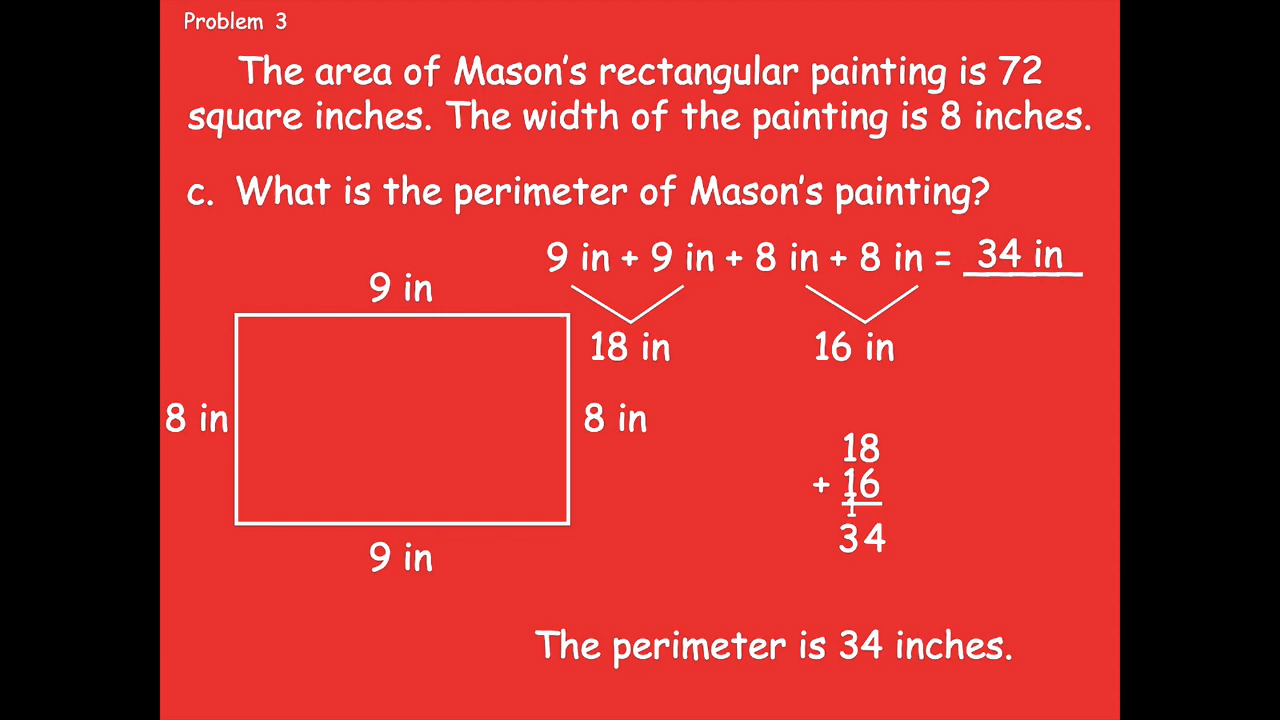 Problem 3
The area of Mason's rectangular painting is 72
square inches. The width of the painting is 8 inches.
c. What is the perimeter of Mason's painting?
9 in + 9 in + 8 in + 8 in = 34 in
9 in
18 in 16 in
8 in 8 in
18
+ 16
1
34
9 in
The perimeter is 34 inches.